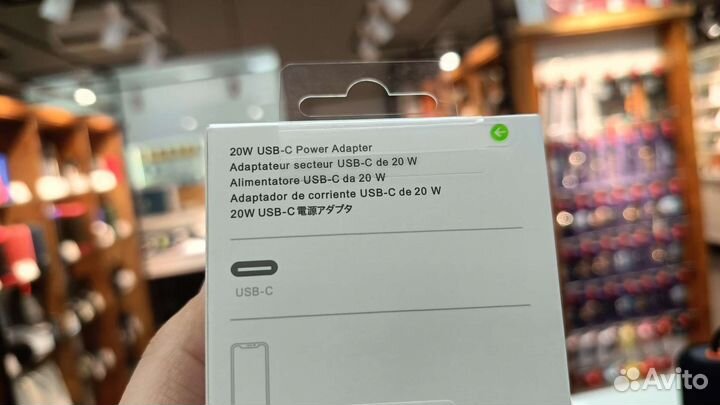 20W USB-C Power Adapter
Adaptateur secteur USB-C de 20 W
Alimentatore USB-C da 20 W
Adaptador de corriente USB-C de 20 W
20W USB-C電源アダプタ
USB-C
Avito